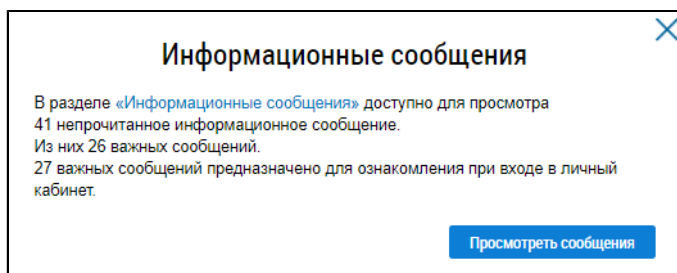 Информационные сообщения
В разделе «Информационные сообщения» доступно для просмотра
41 непрочитанное информационное сообщение.
Из них 26 важных сообщений.
27 важных сообщений предназначено для ознакомления при входе в личный
кабинет.
Просмотреть сообщения